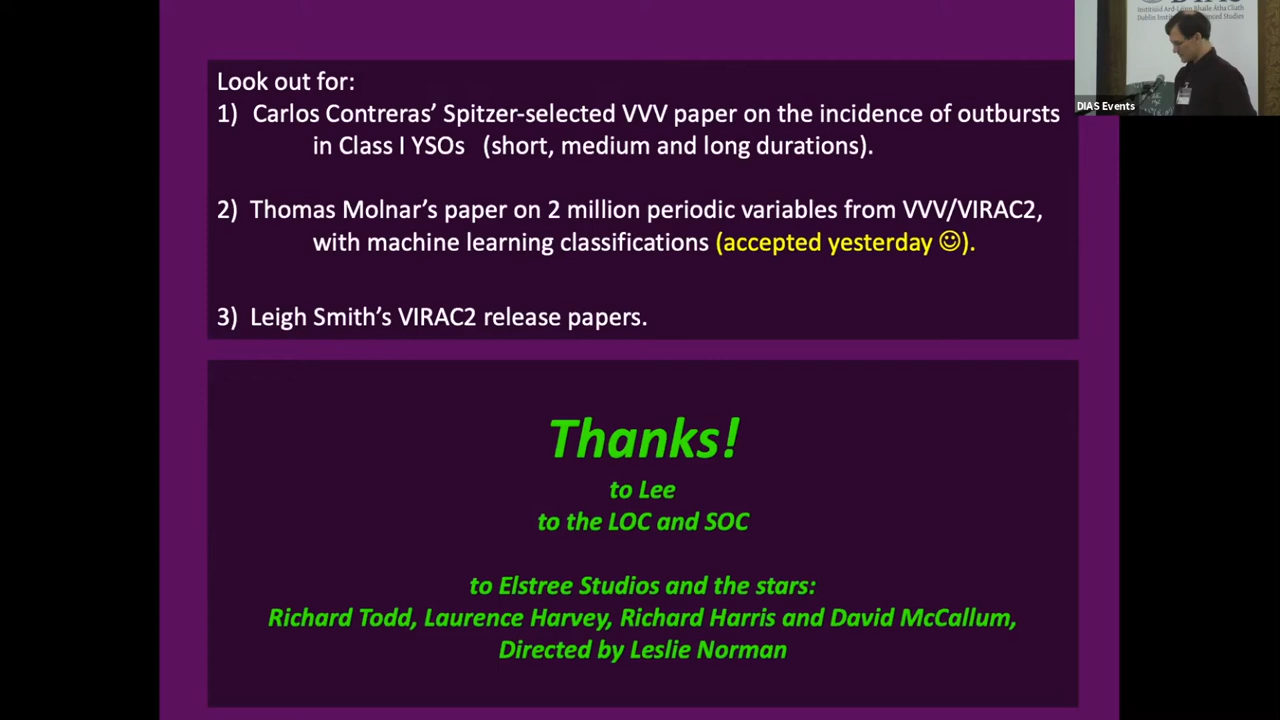 Look out for:
1) Carlos Contreras’ Spitzer-selected VVV paper on the incidence of outbursts
in Class I YSOs (short, medium and long durations).
2) Thomas Molnar’s paper on 2 million periodic variables from VVV/VIRAC2,
with machine learning classifications (accepted yesterday ☺).
3) Leigh Smith’s VIRAC2 release papers.
Thanks!
to Lee
to the LOC and SOC
to Elstree Studios and the stars:
Richard Todd, Laurence Harvey, Richard Harris and David McCallum,
Directed by Leslie Norman
DIAS Events